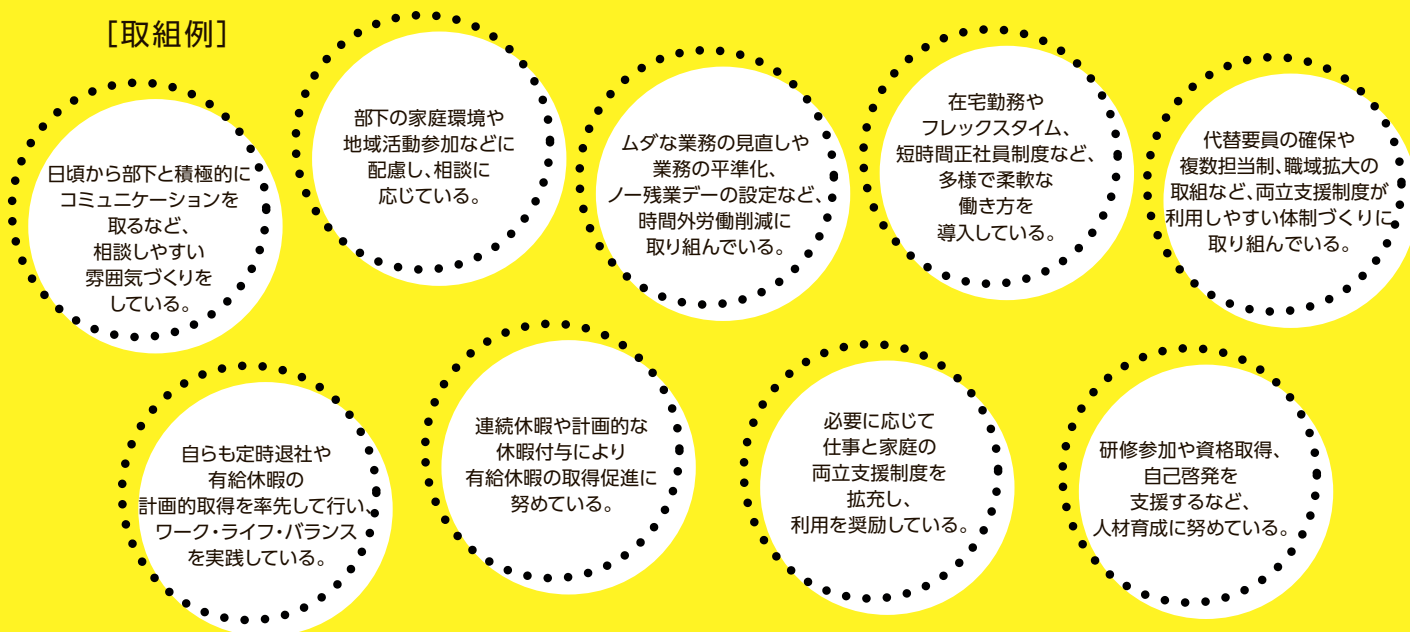 ［取組例］
日頃から部下と積極的に
コミュニケーションを
取るなど、
相談しやすい
雰囲気づくりを
している。
部下の家庭環境や
地域活動参加などに
配慮し、相談に
応じている。
ムダな業務の見直しや
業務の平準化、
ノー残業デーの設定など、
時間外労働削減に
取り組んでいる。
在宅勤務や
フレックスタイム、
短時間正社員制度など、
多様で柔軟な
働き方を
導入している。
代替要員の確保や
複数担当制、職域拡大の
取組など、両立支援制度が
利用しやすい体制づくりに
取り組んでいる。
自らも定時退社や
有給休暇の
計画的取得を率先して行い、
ワーク・ライフ・バランス
を実践している。
連続休暇や計画的な
休暇付与により
有給休暇の取得促進に
努めている。
必要に応じて
仕事と家庭の
両立支援制度を
拡充し、
利用を奨励している。
研修参加や資格取得、
自己啓発を
支援するなど、
人材育成に努めている。